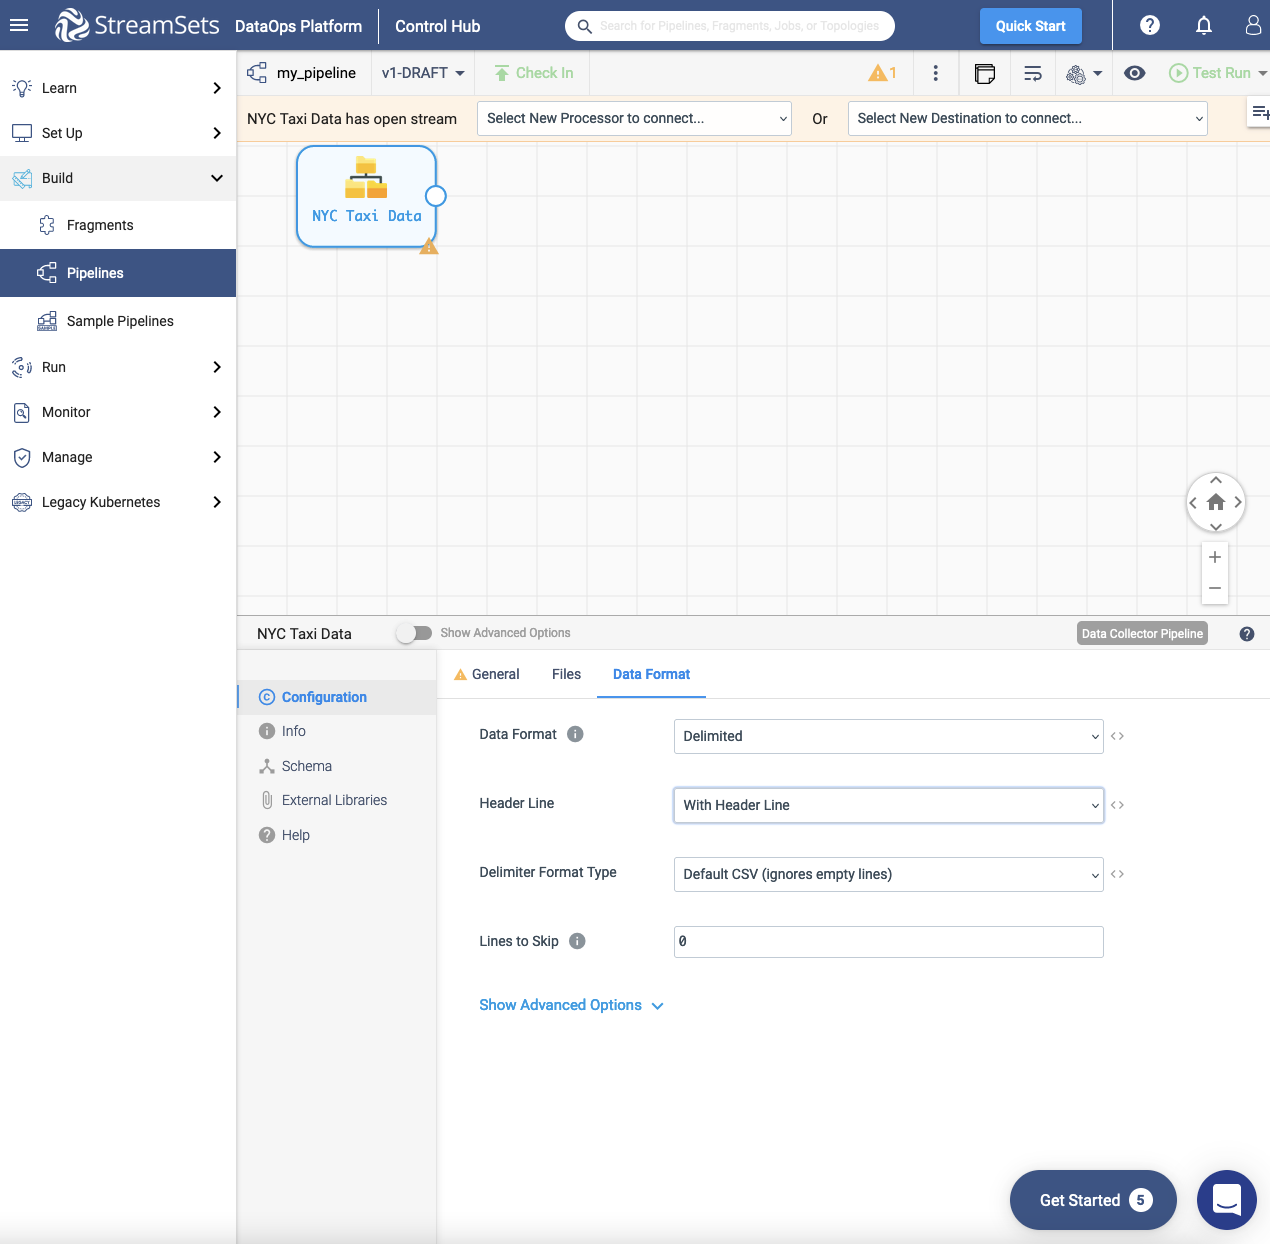 StreamSets DataOps Platform Control Hub Search for Pipelines, Fragments, Jobs, or Topologies Quick Start
my_pipeline v1-DRAFT Check In 1 Test Run
NYC Taxi Data has open stream Select New Processor to connect... Or Select New Destination to connect...
Learn
Set Up
Build
Fragments
Pipelines
Sample Pipelines
Run
Monitor
Manage
Legacy Kubernetes
NYC Taxi Data
NYC Taxi Data Show Advanced Options Data Collector Pipeline
Configuration
Info
Schema
External Libraries
Help
General Files Data Format
Data Format Delimited
Header Line With Header Line
Delimiter Format Type Default CSV (ignores empty lines)
Lines to Skip 0
Show Advanced Options
Get Started 5